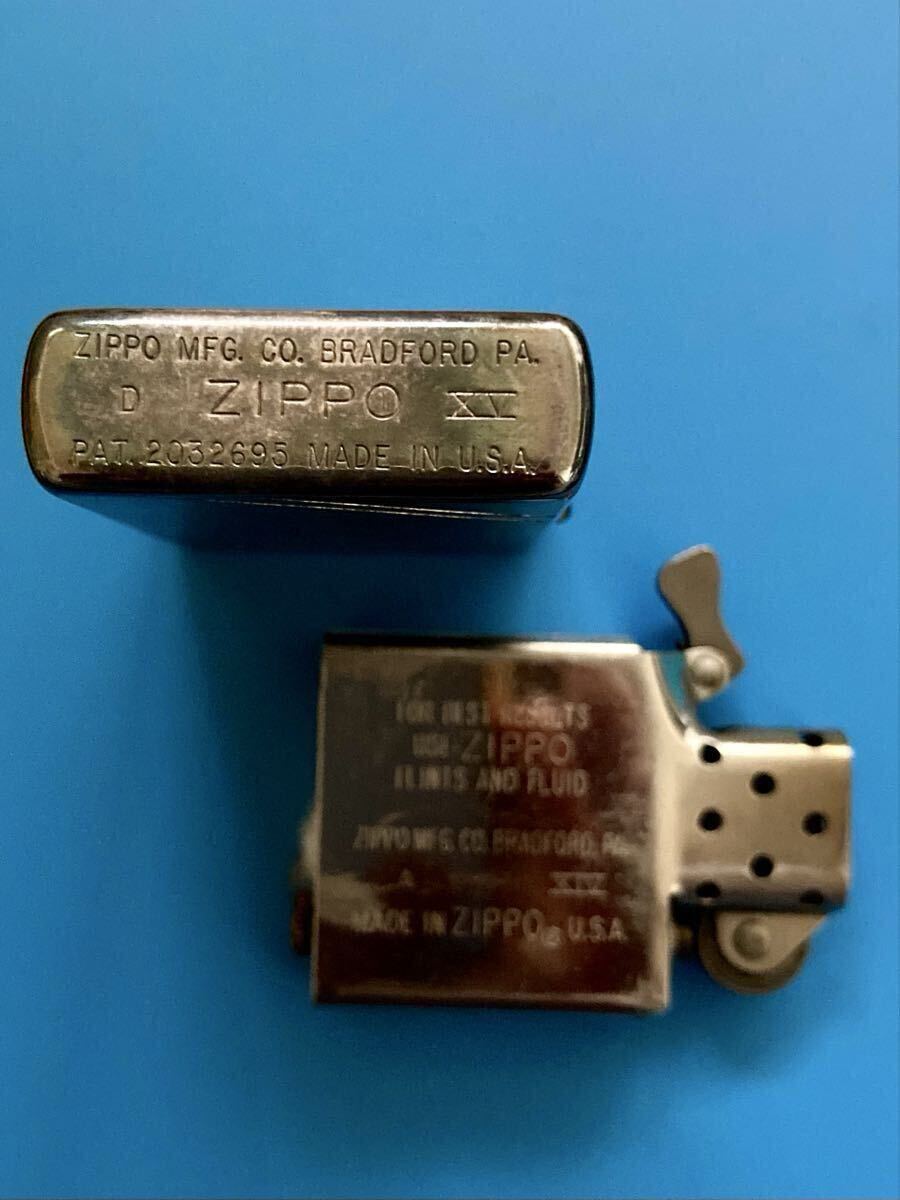 ZIPPO MFG. CO. BRADFORD PA.
D ZIPPO XV
PAT. 2032695 MADE IN U.S.A.
FOR BEST RESULTS
USE ZIPPO
FLINTS AND FLUID
ZIPPO MFG. CO. BRADFORD, PA.
A XIV
MADE IN ZIPPO® U.S.A.